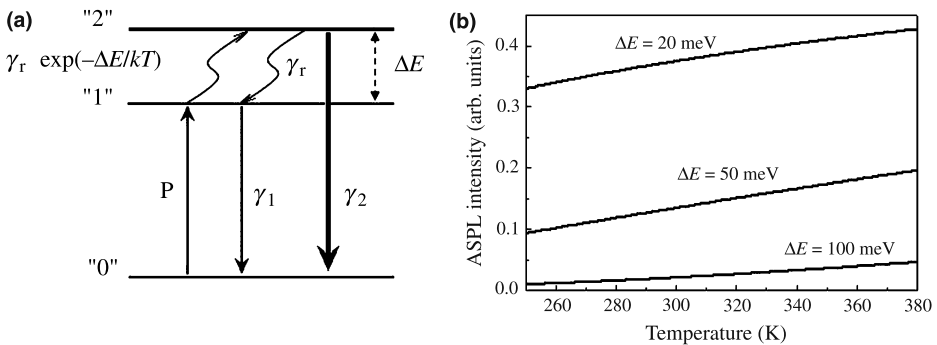 (a)
"2"
γr exp(−ΔE/kT)
γr
ΔE
"1"
P
γ1
γ2
"0"
(b)
ASPL intensity (arb. units)
0.4
0.3
0.2
0.1
0.0
ΔE = 20 meV
ΔE = 50 meV
ΔE = 100 meV
260 280 300 320 340 360 380
Temperature (K)